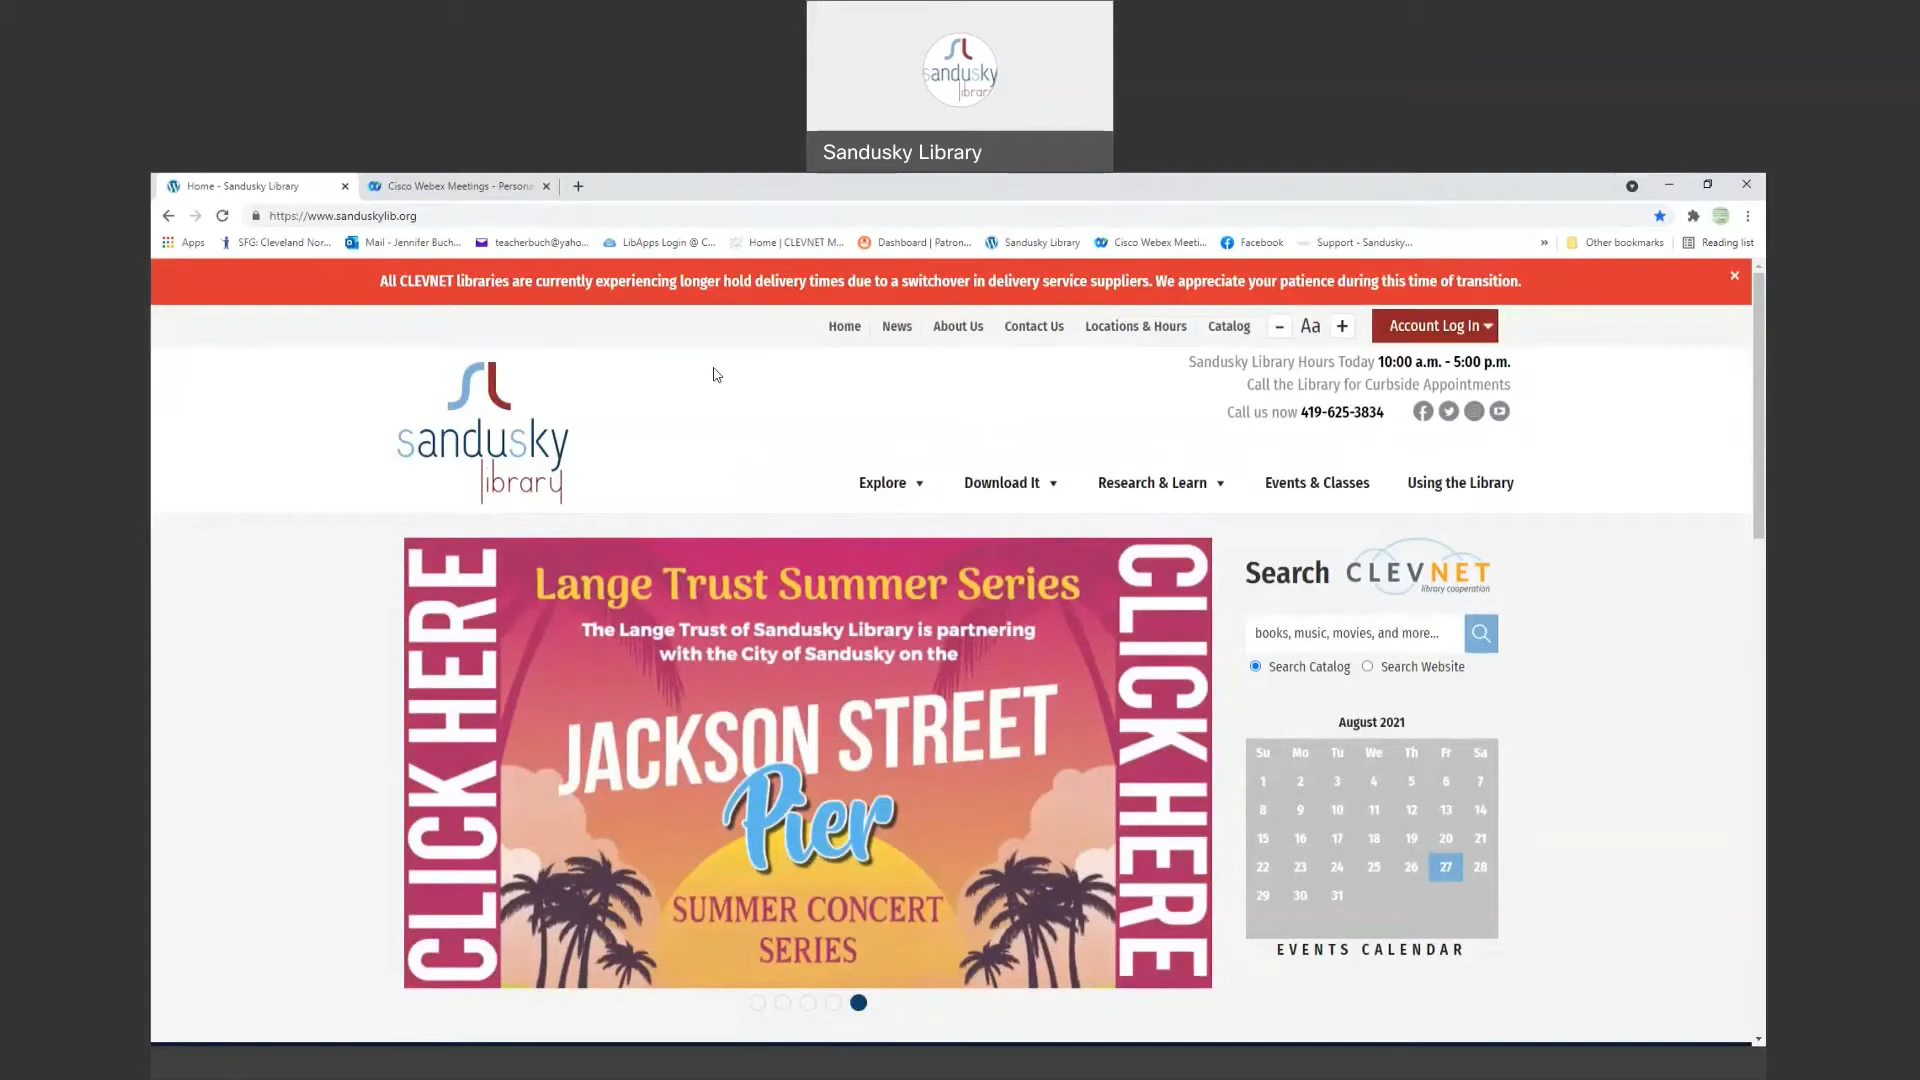 sandusky
library
Sandusky Library
Home - Sandusky Library
Cisco Webex Meetings - Persona
https://www.sanduskylib.org
Apps
SFG: Cleveland Nor...
Mail - Jennifer Buch...
teacherbuch@yaho...
LibApps Login @ C...
Home | CLEVNET M...
Dashboard | Patron...
Sandusky Library
Cisco Webex Meeti...
Facebook
Support - Sandusky...
»
Other bookmarks
Reading list
All CLEVNET libraries are currently experiencing longer hold delivery times due to a switchover in delivery service suppliers. We appreciate your patience during this time of transition.
Home News About Us Contact Us Locations & Hours Catalog - Aa + Account Log In
Sandusky Library Hours Today 10:00 a.m. - 5:00 p.m.
Call the Library for Curbside Appointments
Call us now 419-625-3834
sandusky
library
Explore Download It Research & Learn Events & Classes Using the Library
CLICK HERE
Lange Trust Summer Series
The Lange Trust of Sandusky Library is partnering
with the City of Sandusky on the
JACKSON STREET
Pier
SUMMER CONCERT
SERIES
CLICK HERE
Search CLEVNET
library cooperation
books, music, movies, and more...
Search Catalog Search Website
August 2021
Su Mo Tu We Th Fr Sa
1 2 3 4 5 6 7
8 9 10 11 12 13 14
15 16 17 18 19 20 21
22 23 24 25 26 27 28
29 30 31
EVENTS CALENDAR